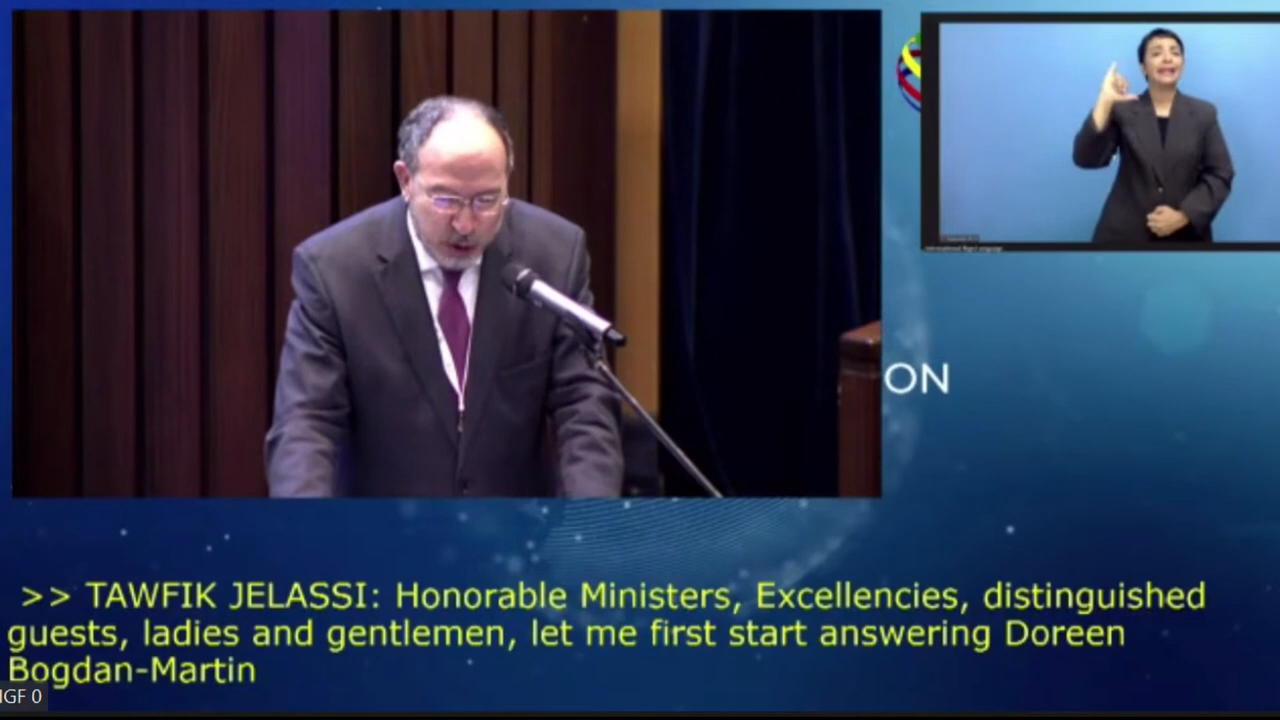 ON
>> TAWFIK JELASSI: Honorable Ministers, Excellencies, distinguished
guests, ladies and gentlemen, let me first start answering Doreen
Bogdan-Martin
IGF 0